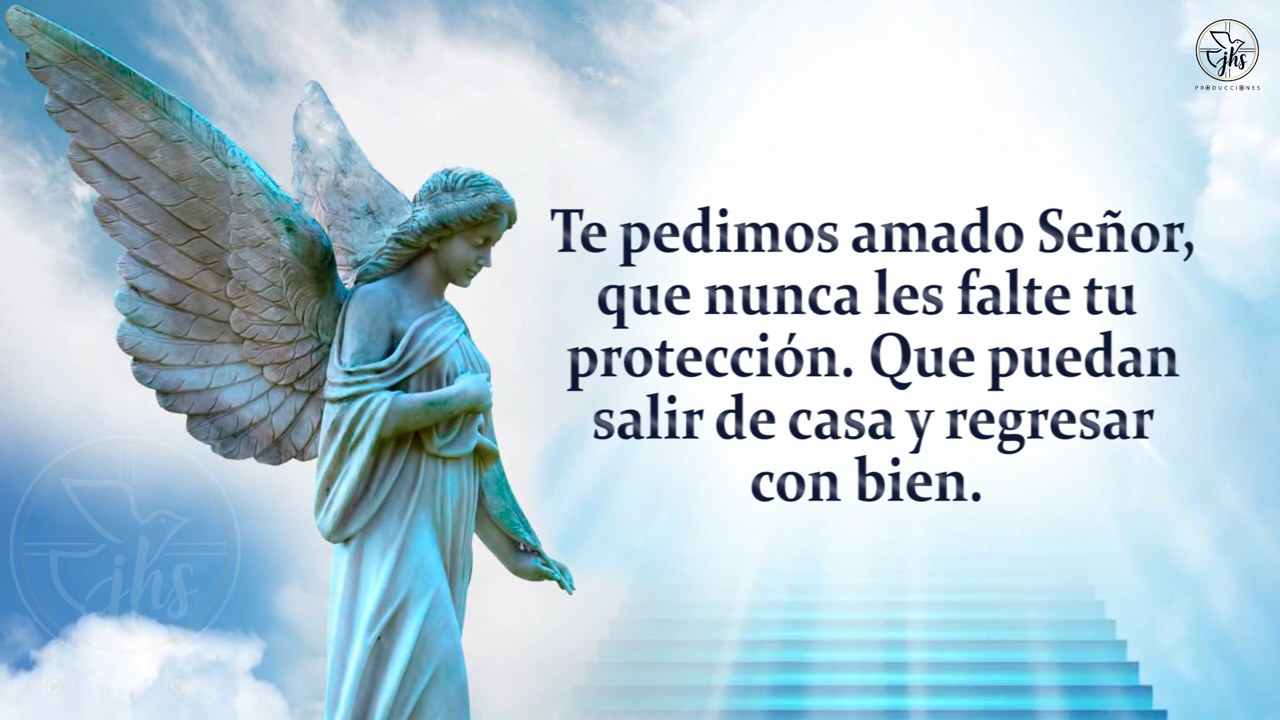 jhs
PRODUCCIONES
Te pedimos amado Señor,
que nunca les falte tu
protección. Que puedan
salir de casa y regresar
con bien.
jhs